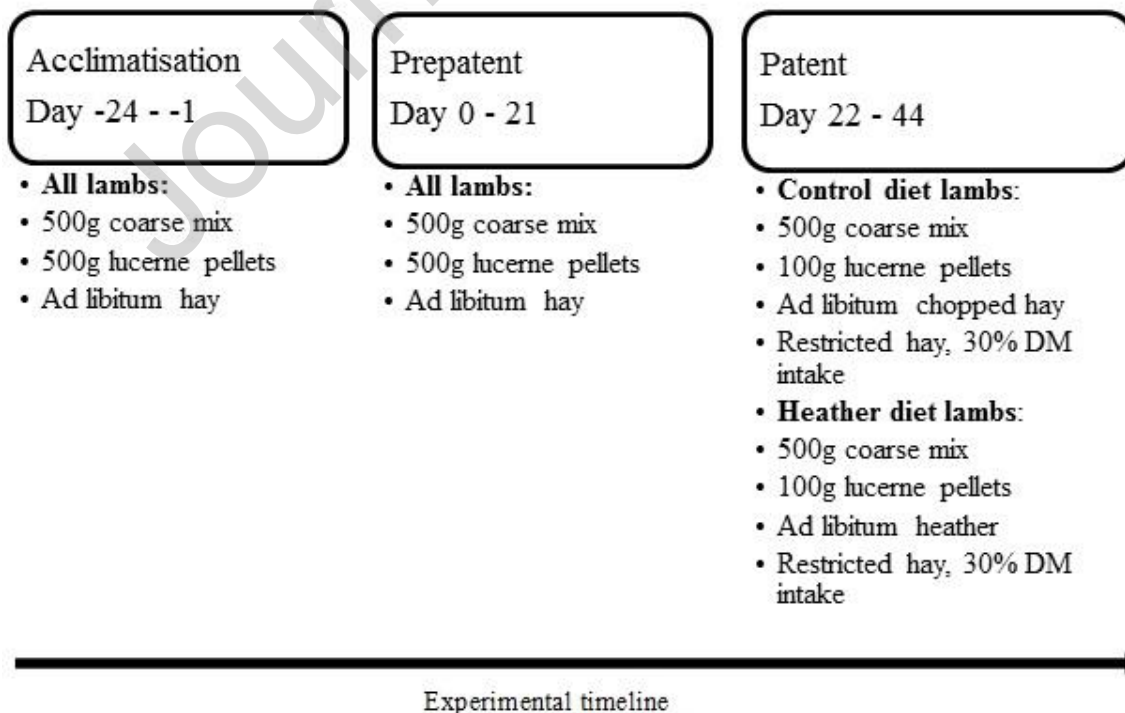 Journ
Acclimatisation
Day -24 - -1
• All lambs:
• 500g coarse mix
• 500g lucerne pellets
• Ad libitum hay
Prepatent
Day 0 - 21
• All lambs:
• 500g coarse mix
• 500g lucerne pellets
• Ad libitum hay
Patent
Day 22 - 44
• Control diet lambs:
• 500g coarse mix
• 100g lucerne pellets
• Ad libitum chopped hay
• Restricted hay, 30% DM
intake
• Heather diet lambs:
• 500g coarse mix
• 100g lucerne pellets
• Ad libitum heather
• Restricted hay, 30% DM
intake
Experimental timeline